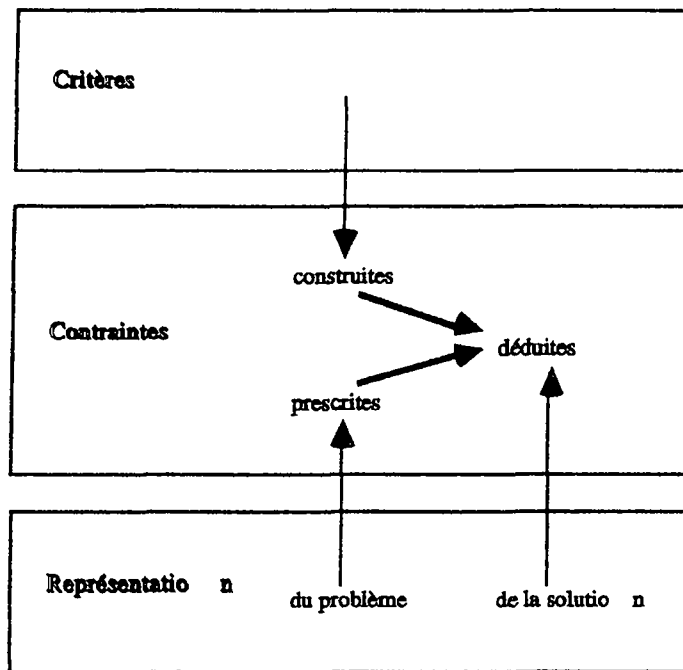 Critères
construites
Contraintes
déduites
prescrites
Représentatio n
du problème
de la solutio n